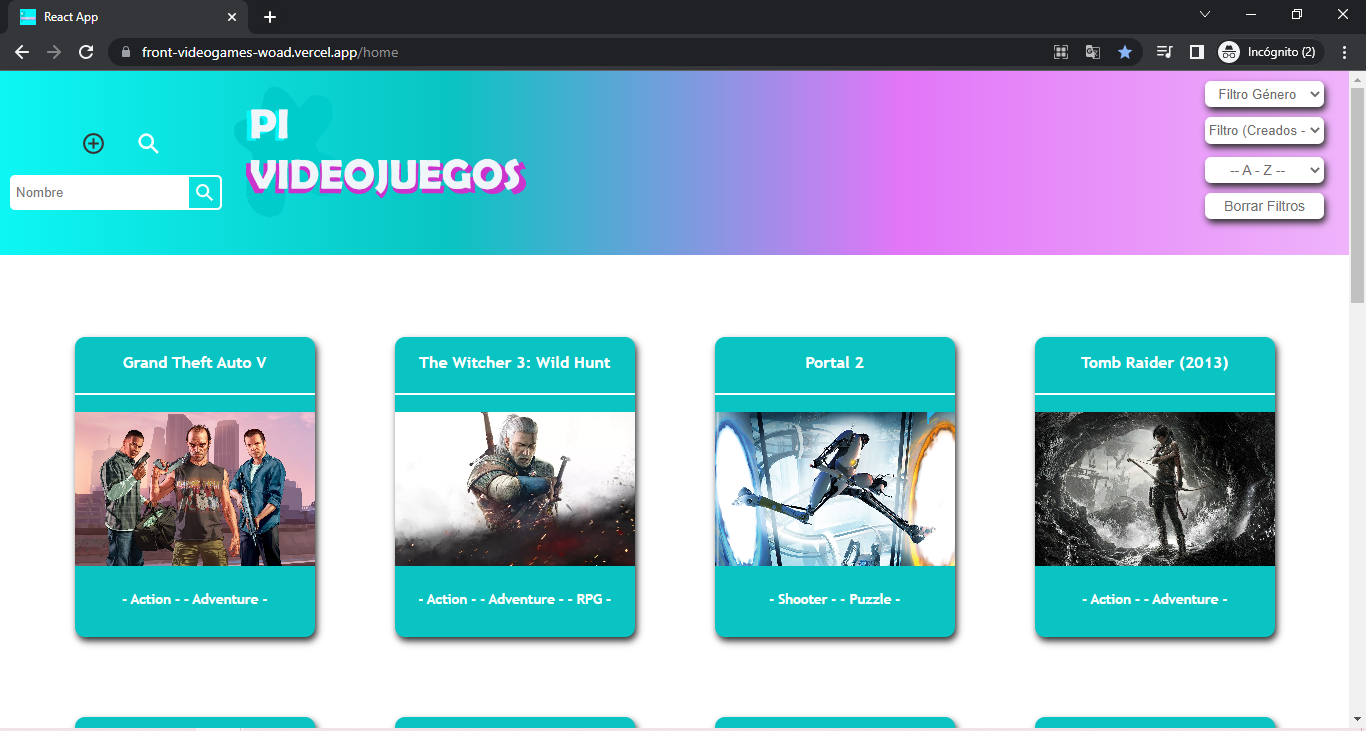 React App
front-videogames-woad.vercel.app/home
Incógnito (2)
PI
VIDEOJUEGOS
Nombre
Filtro Género
Filtro (Creados -
-- A - Z --
Borrar Filtros
Grand Theft Auto V
The Witcher 3: Wild Hunt
Portal 2
Tomb Raider (2013)
- Action - - Adventure -
- Action - - Adventure - - RPG -
- Shooter - - Puzzle -
- Action - - Adventure -